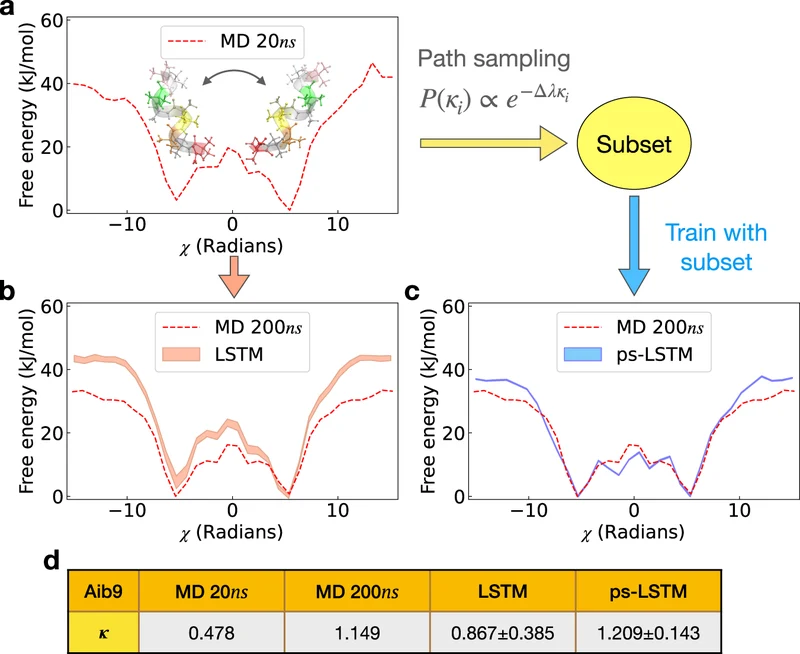 a
60
40
20
0
Free energy (kJ/mol)
MD 20ns
−10 0 10
χ (Radians)
Path sampling
P(κᵢ) ∝ e^{−Δλκᵢ}
Subset
Train with
subset
b
60
40
20
0
Free energy (kJ/mol)
MD 200ns
LSTM
−10 0 10
χ (Radians)
c
60
40
20
0
Free energy (kJ/mol)
MD 200ns
ps-LSTM
−10 0 10
χ (Radians)
d
Aib9 MD 20ns MD 200ns LSTM ps-LSTM
κ 0.478 1.149 0.867±0.385 1.209±0.143